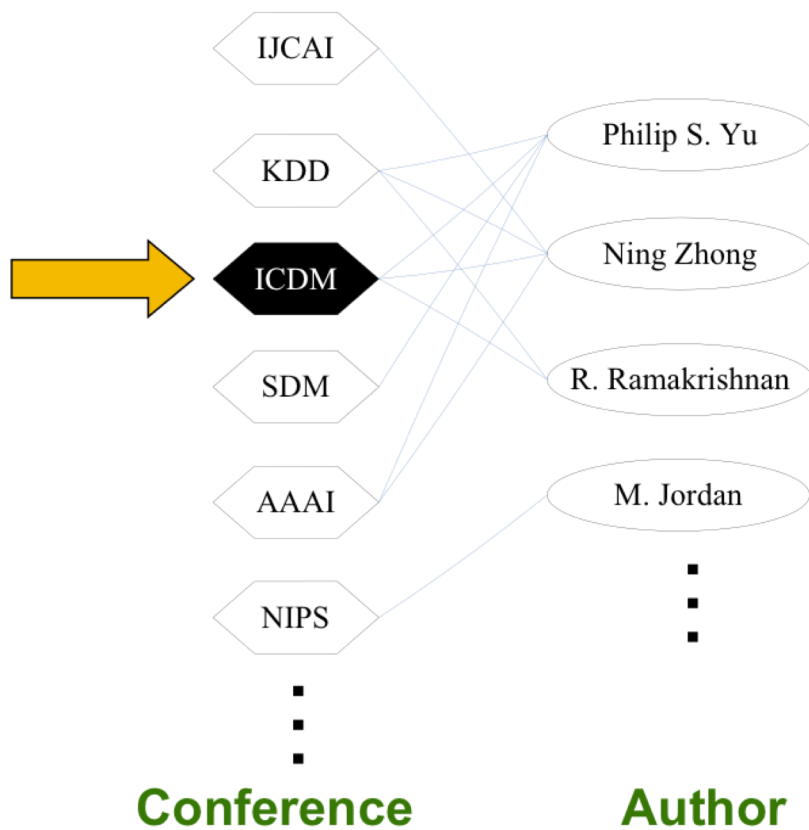 IJCAI
KDD
ICDM
SDM
AAAI
NIPS
Conference
Philip S. Yu
Ning Zhong
R. Ramakrishnan
M. Jordan
Author